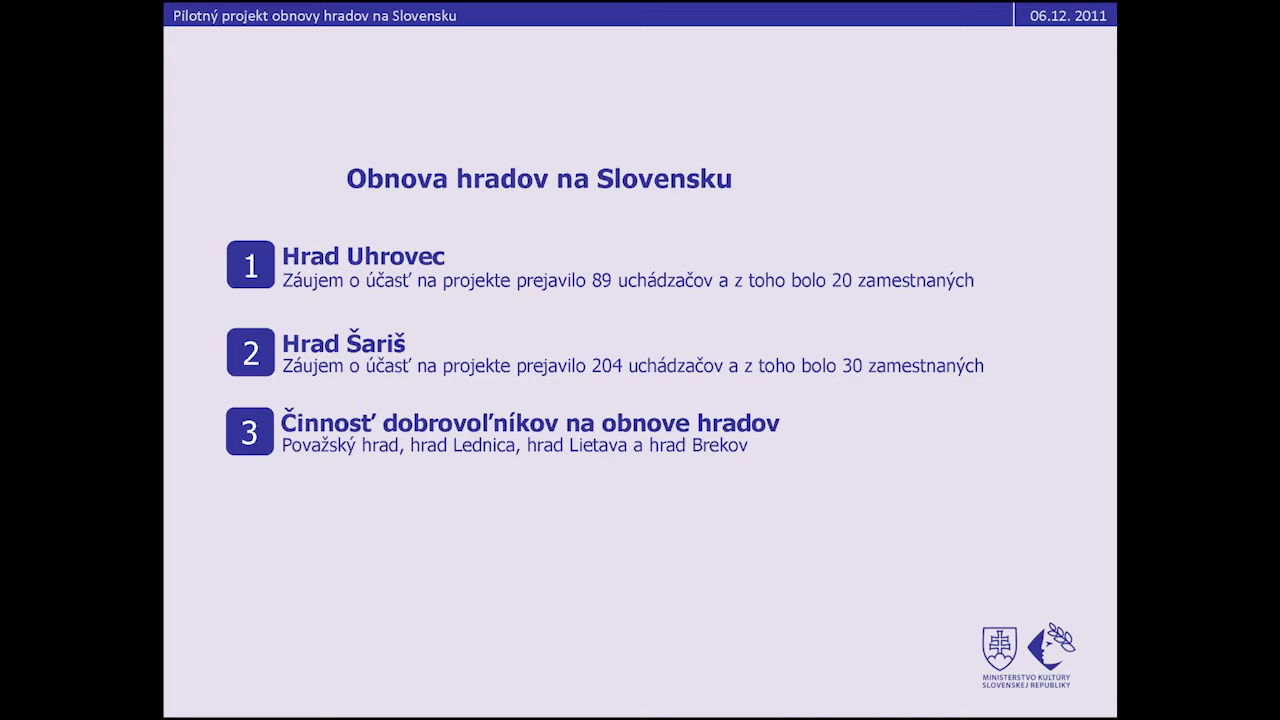 Pilotný projekt obnovy hradov na Slovensku
06.12. 2011
Obnova hradov na Slovensku
1
Hrad Uhrovec
Záujem o účasť na projekte prejavilo 89 uchádzačov a z toho bolo 20 zamestnaných
2
Hrad Šariš
Záujem o účasť na projekte prejavilo 204 uchádzačov a z toho bolo 30 zamestnaných
3
Činnosť dobrovoľníkov na obnove hradov
Považský hrad, hrad Lednica, hrad Lietava a hrad Brekov
MINISTERSTVO KULTÚRY
SLOVENSKEJ REPUBLIKY